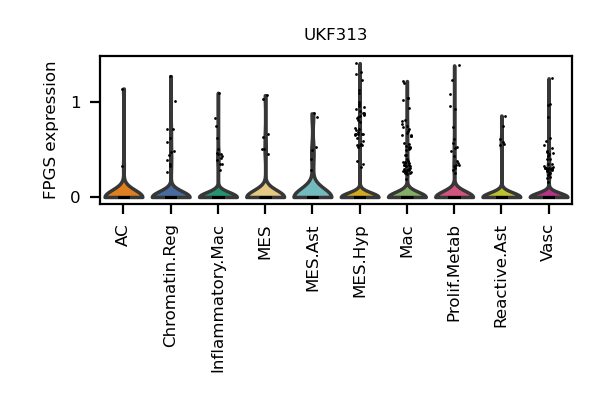 UKF313
FPGS expression
1
0
AC
Chromatin.Reg
Inflammatory.Mac
MES
MES.Ast
MES.Hyp
Mac
Prolif.Metab
Reactive.Ast
Vasc